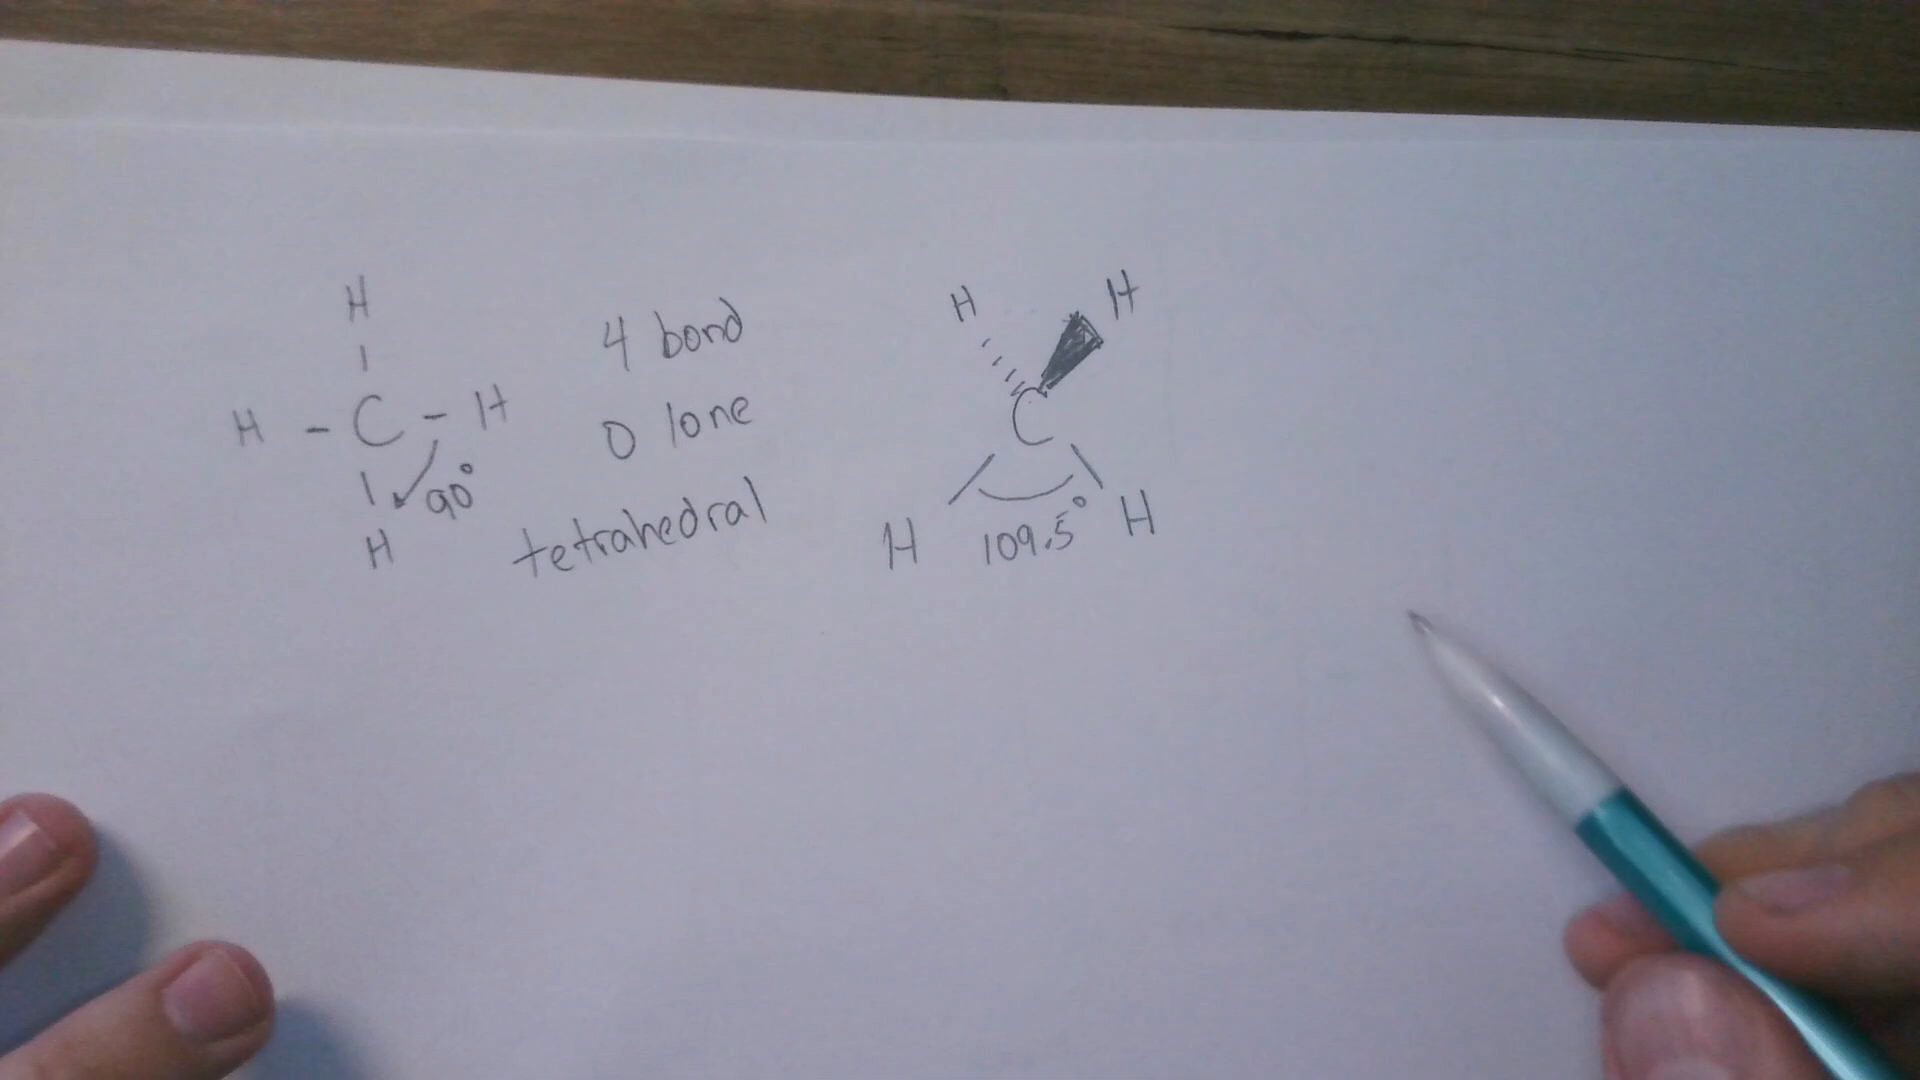 H
H - C - H
90°
H
4 bond
0 lone
tetrahedral
H H
C
H 109.5° H